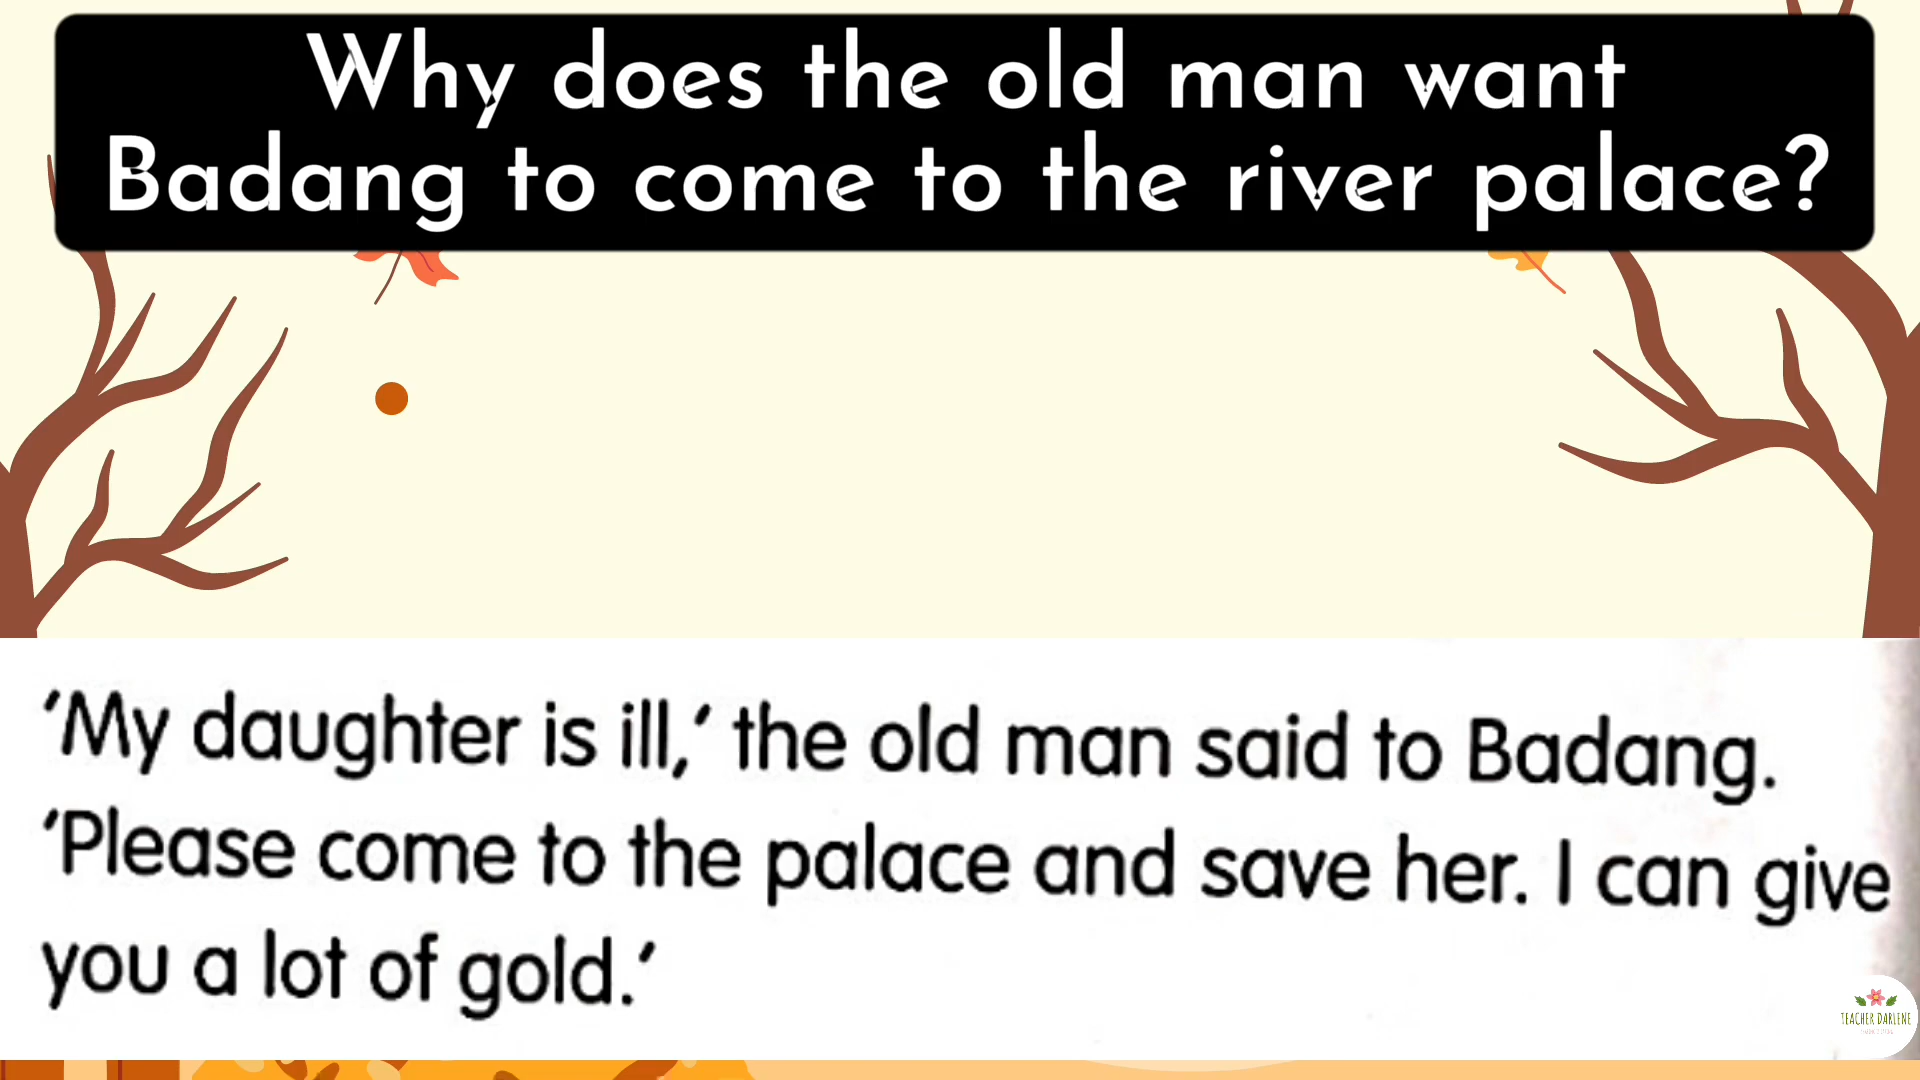 Why does the old man want
Badang to come to the river palace?
‘My daughter is ill,’ the old man said to Badang.
‘Please come to the palace and save her. I can give
you a lot of gold.’
TEACHER DARLENE